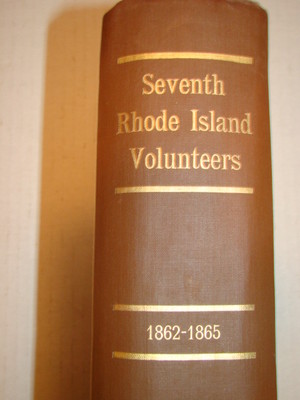 Seventh
Rhode Island
Volunteers
1862-1865